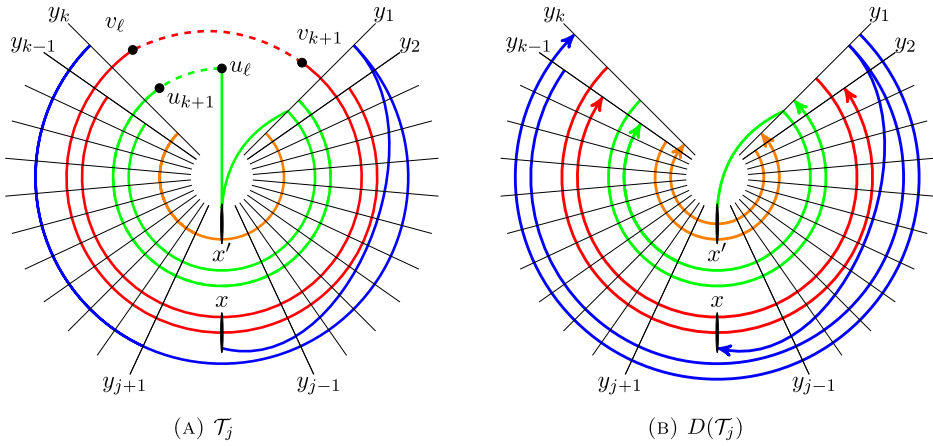 y_k
v_ℓ
v_{k+1}
y_1
y_{k-1}
y_2
u_ℓ
u_{k+1}
x′
x
y_{j+1}
y_{j-1}
(A) 𝒯_j
y_k
y_1
y_{k-1}
y_2
x′
x
y_{j+1}
y_{j-1}
(B) D(𝒯_j)